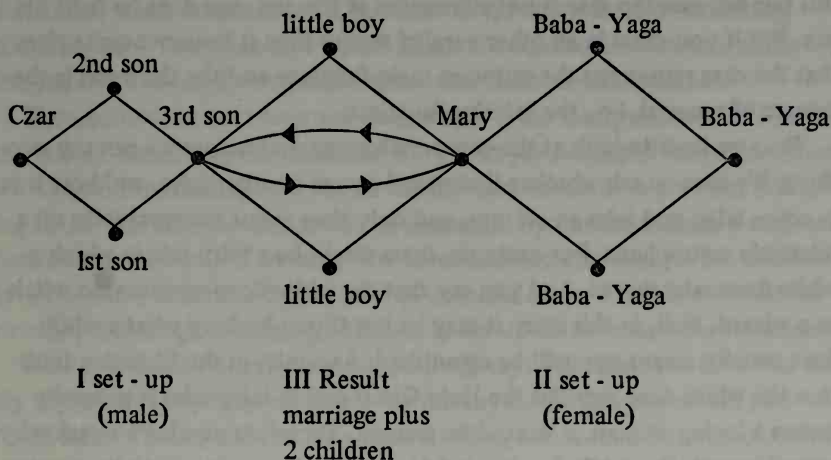 little boy
Baba - Yaga
2nd son
Czar
3rd son
Mary
Baba - Yaga
lst son
little boy
Baba - Yaga
I set - up
(male)
III Result
marriage plus
2 children
II set - up
(female)